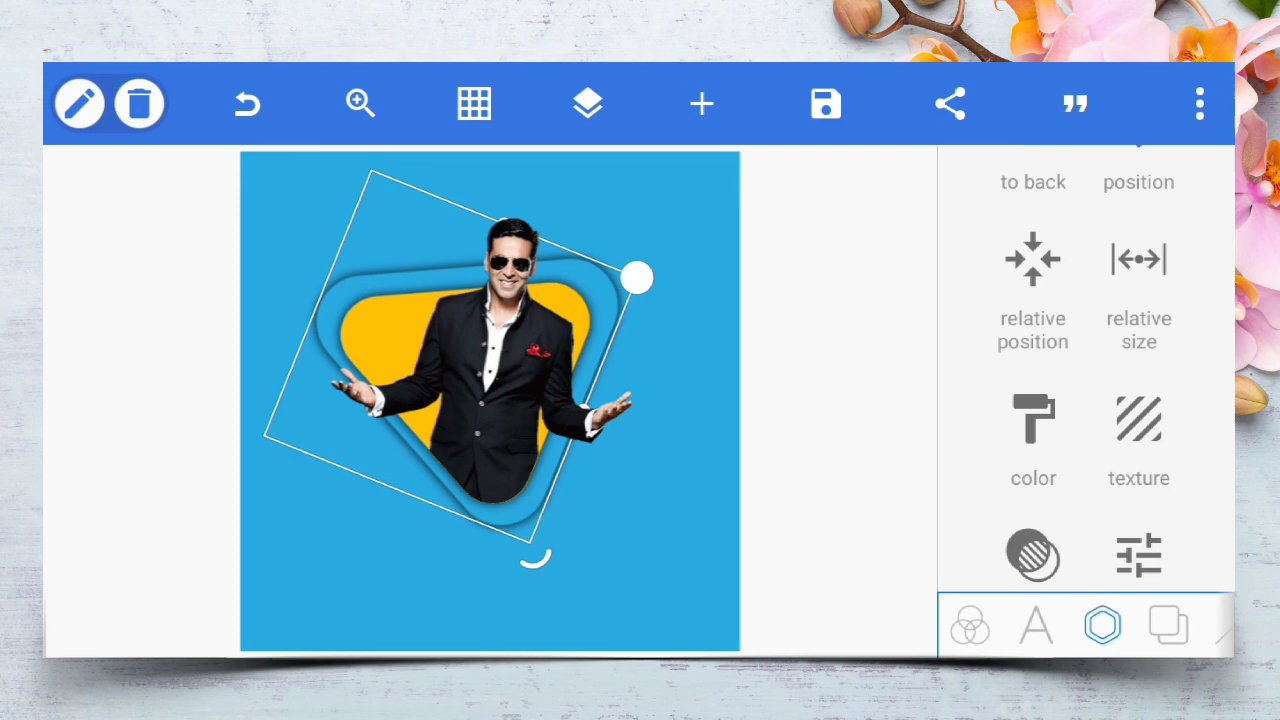 to back
position
relative
position
relative
size
color
texture